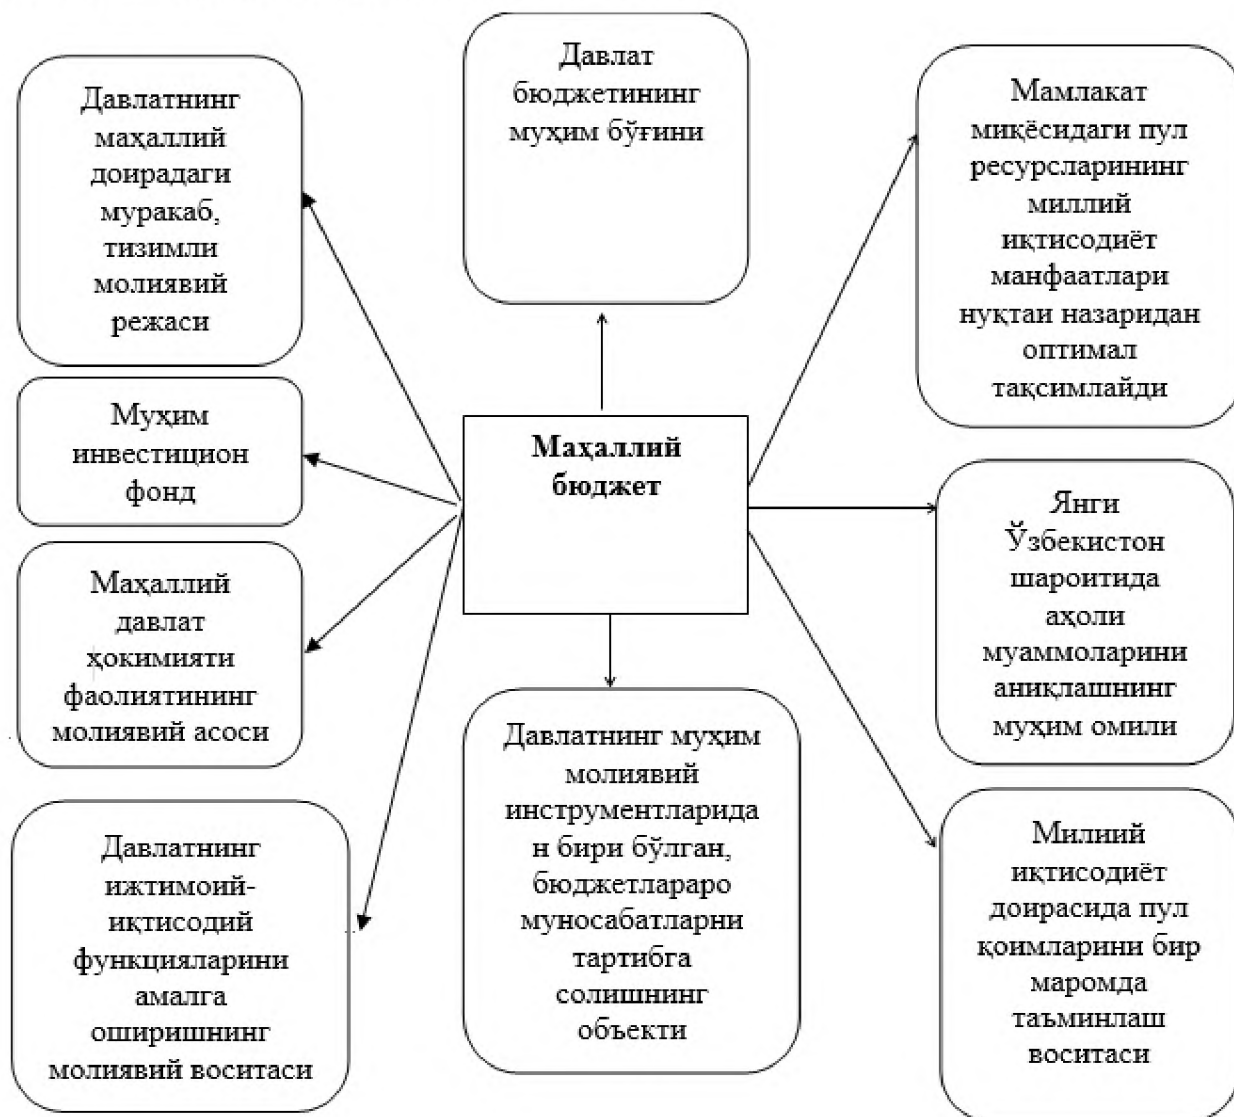 Давлатнинг
маҳаллий
доирадаги
муракаб,
тизимли
молиявий
режаси
Давлат
бюджетининг
муҳим бўғини
Мамлакат
миқёсидаги пул
ресурсларининг
миллий
иқтисодиёт
манфаатлари
нуқтаи назаридан
оптимал
тақсимлайди
Муҳим
инвестицион
фонд
Маҳаллий
бюджет
Янги
Ўзбекистон
шароитида
аҳоли
муаммоларини
аниқлашнинг
муҳим омили
Маҳаллий
давлат
ҳокимияти
фаолиятининг
молиявий асоси
Давлатнинг муҳим
молиявий
инструментларида
н бири бўлган,
бюджетлараро
муносабатларни
тартибга
солишнинг
объекти
Давлатнинг
ижтимоий-
иқтисодий
функцияларини
амалга
оширишнинг
молиявий воситаси
Милиий
иқтисодиёт
доирасида пул
қоимларини бир
маромда
таъминлаш
воситаси